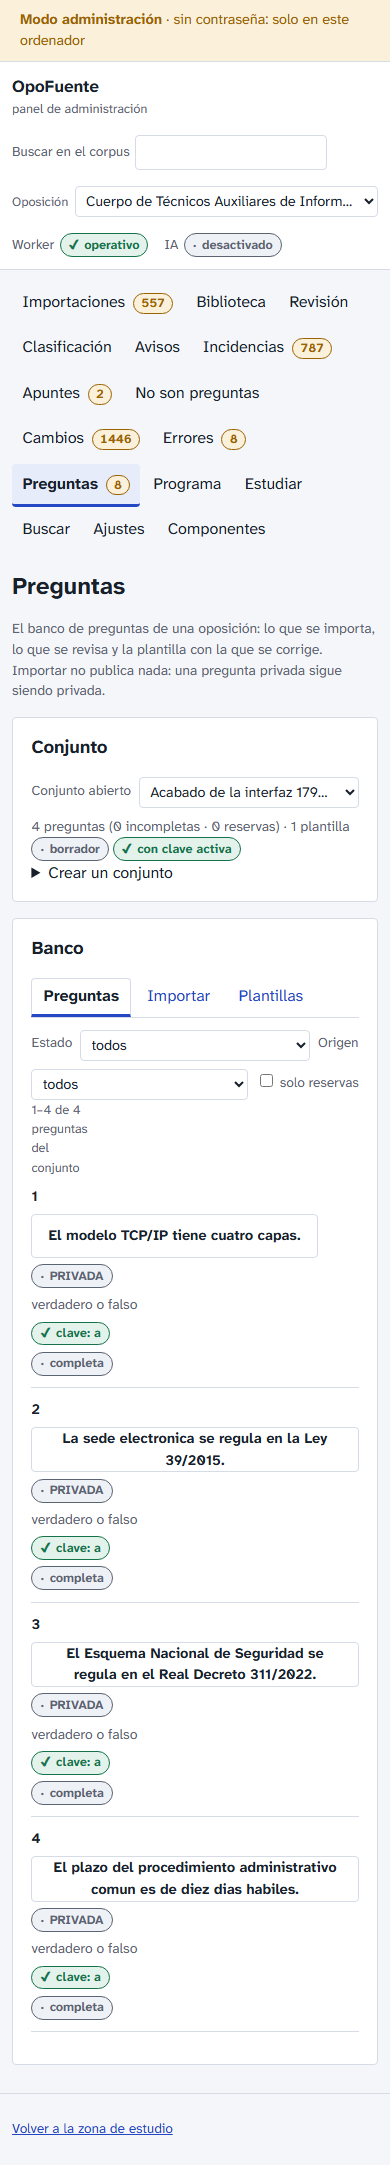 Modo administración · sin contraseña: solo en este
ordenador
OpoFuente
panel de administración
Buscar en el corpus
Oposición Cuerpo de Técnicos Auxiliares de Inform...
Worker ✓ operativo IA · desactivado
Importaciones 557 Biblioteca Revisión
Clasificación Avisos Incidencias 787
Apuntes 2 No son preguntas
Cambios 1446 Errores 8
Preguntas 8 Programa Estudiar
Buscar Ajustes Componentes
Preguntas
El banco de preguntas de una oposición: lo que se importa,
lo que se revisa y la plantilla con la que se corrige.
Importar no publica nada: una pregunta privada sigue
siendo privada.
Conjunto
Conjunto abierto Acabado de la interfaz 179...
4 preguntas (0 incompletas · 0 reservas) · 1 plantilla
· borrador ✓ con clave activa
▶ Crear un conjunto
Banco
Preguntas Importar Plantillas
Estado todos Origen
todos solo reservas
1–4 de 4
preguntas
del
conjunto
1
El modelo TCP/IP tiene cuatro capas.
· PRIVADA
verdadero o falso
✓ clave: a
· completa
2
La sede electronica se regula en la Ley
39/2015.
· PRIVADA
verdadero o falso
✓ clave: a
· completa
3
El Esquema Nacional de Seguridad se
regula en el Real Decreto 311/2022.
· PRIVADA
verdadero o falso
✓ clave: a
· completa
4
El plazo del procedimiento administrativo
comun es de diez dias habiles.
· PRIVADA
verdadero o falso
✓ clave: a
· completa
Volver a la zona de estudio